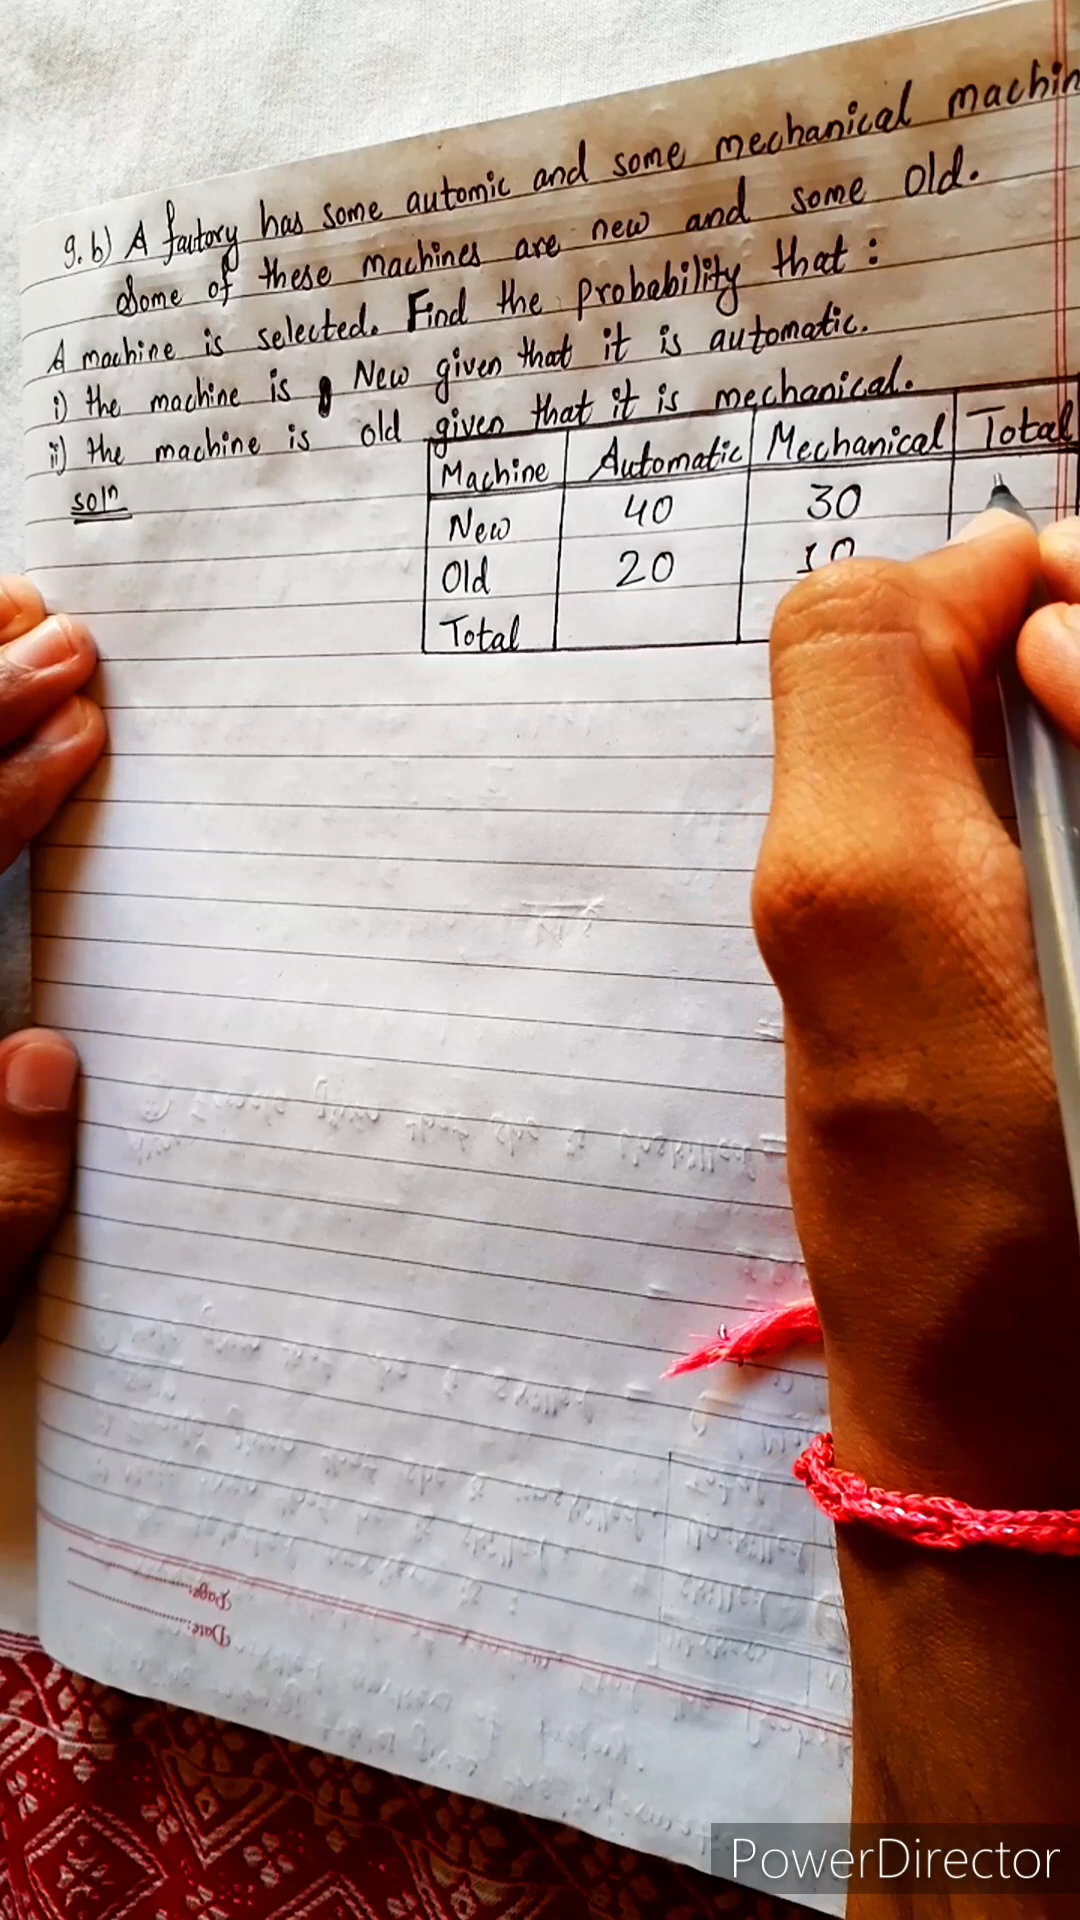 9. b) A factory has some automic and some mechanical machin
Some of these machines are new and some old.
A machine is selected. Find the probability that :
i) the machine is New given that it is automatic.
ii) the machine is old given that it is mechanical.
soln
Machine Automatic Mechanical Total
New 40 30
Old 20 10
Total
Page:
Date:
PowerDirector